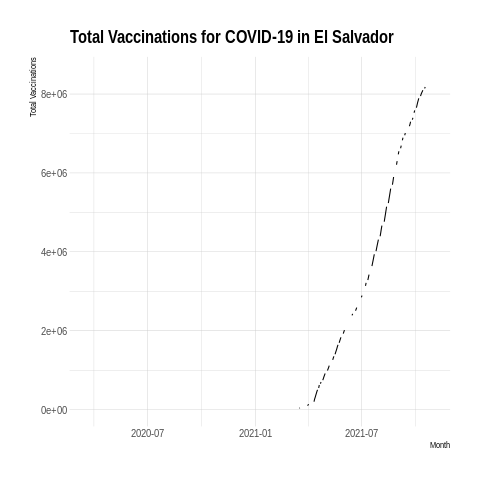 Total Vaccinations for COVID-19 in El Salvador
Total Vaccinations
8e+06
6e+06
4e+06
2e+06
0e+00
2020-07
2021-01
2021-07
Month